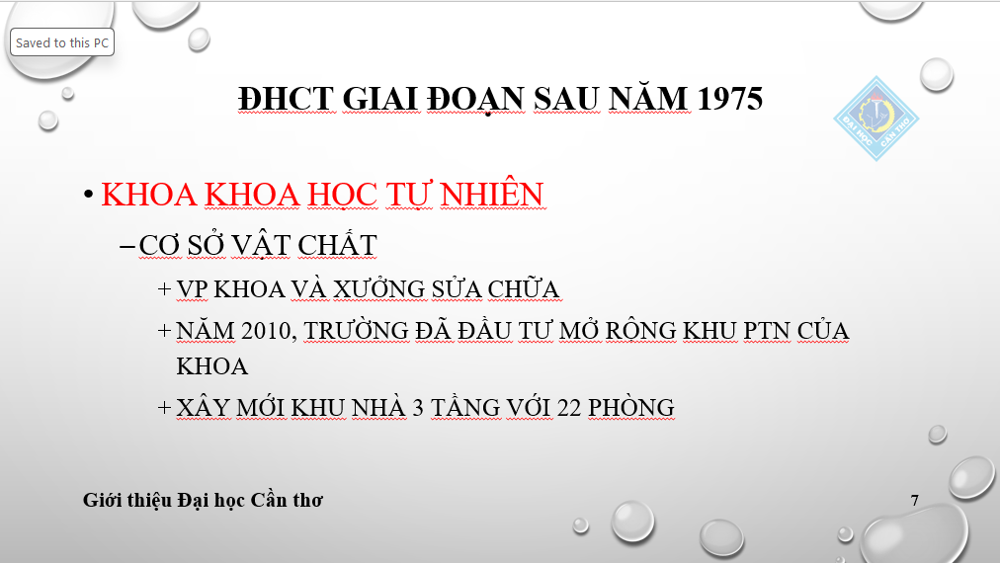 Saved to this PC
ĐHCT GIAI ĐOẠN SAU NĂM 1975
ĐẠI HỌC CẦN THƠ
• KHOA KHOA HỌC TỰ NHIÊN
– CƠ SỞ VẬT CHẤT
+ VP KHOA VÀ XƯỞNG SỬA CHỮA
+ NĂM 2010, TRƯỜNG ĐÃ ĐẦU TƯ MỞ RỘNG KHU PTN CỦA
KHOA
+ XÂY MỚI KHU NHÀ 3 TẦNG VỚI 22 PHÒNG
Giới thiệu Đại học Cần thơ
7